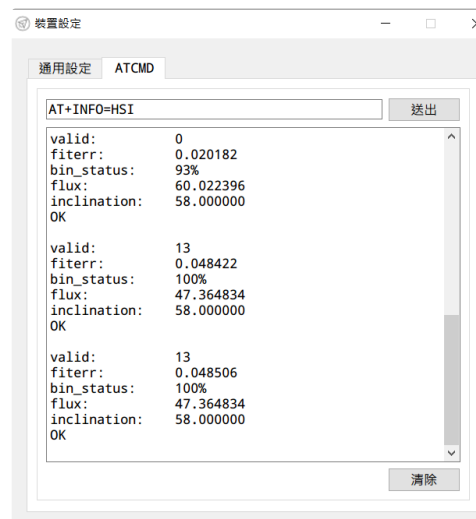 裝置設定
通用設定 ATCMD
AT+INFO=HSI 送出
valid: 0
fiterr: 0.020182
bin_status: 93%
flux: 60.022396
inclination: 58.000000
OK
valid: 13
fiterr: 0.048422
bin_status: 100%
flux: 47.364834
inclination: 58.000000
OK
valid: 13
fiterr: 0.048506
bin_status: 100%
flux: 47.364834
inclination: 58.000000
OK
清除